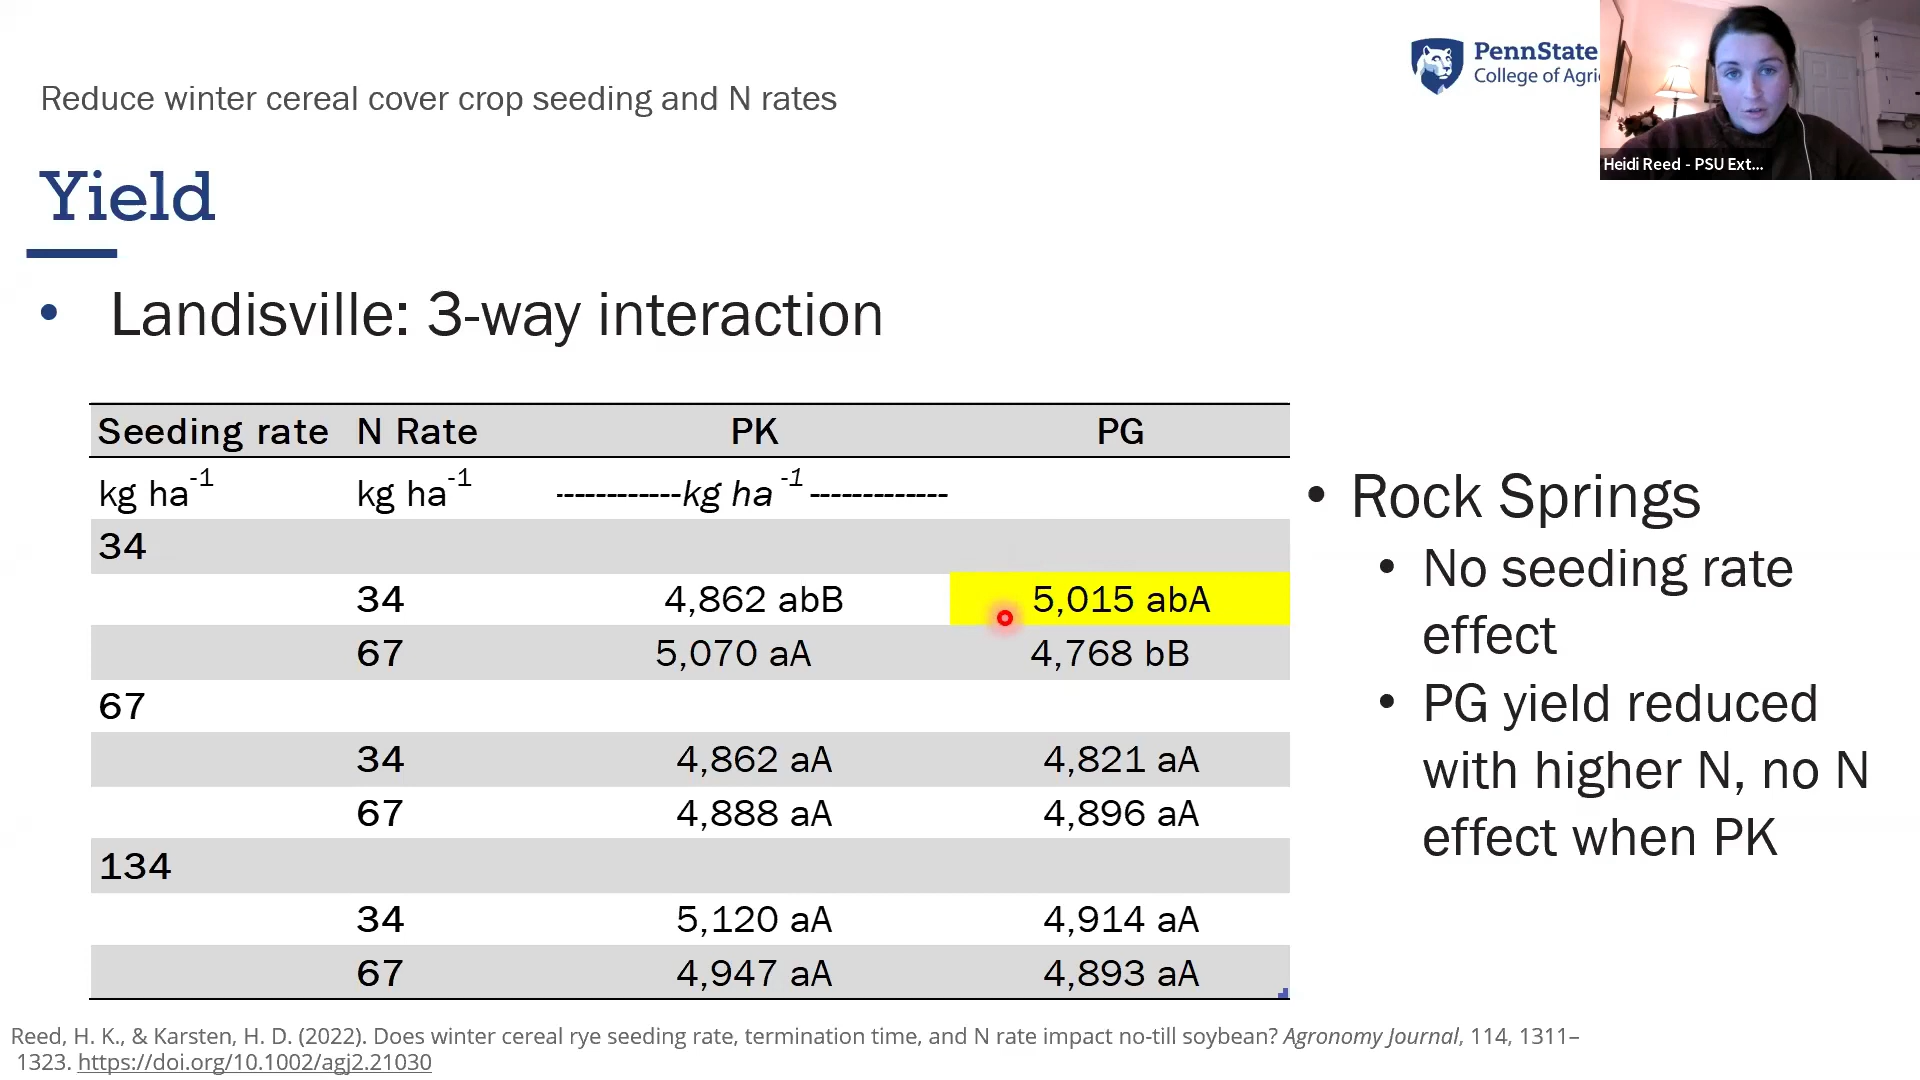 PennState
College of Agri
Heidi Reed - PSU Ext...
Reduce winter cereal cover crop seeding and N rates
Yield
• Landisville: 3-way interaction
Seeding rate N Rate PK PG
kg ha-1 kg ha-1 ------------kg ha-1-------------
34
34 4,862 abB 5,015 abA
67 5,070 aA 4,768 bB
67
34 4,862 aA 4,821 aA
67 4,888 aA 4,896 aA
134
34 5,120 aA 4,914 aA
67 4,947 aA 4,893 aA
• Rock Springs
• No seeding rate
effect
• PG yield reduced
with higher N, no N
effect when PK
Reed, H. K., & Karsten, H. D. (2022). Does winter cereal rye seeding rate, termination time, and N rate impact no-till soybean? Agronomy Journal, 114, 1311–
1323. https://doi.org/10.1002/agj2.21030